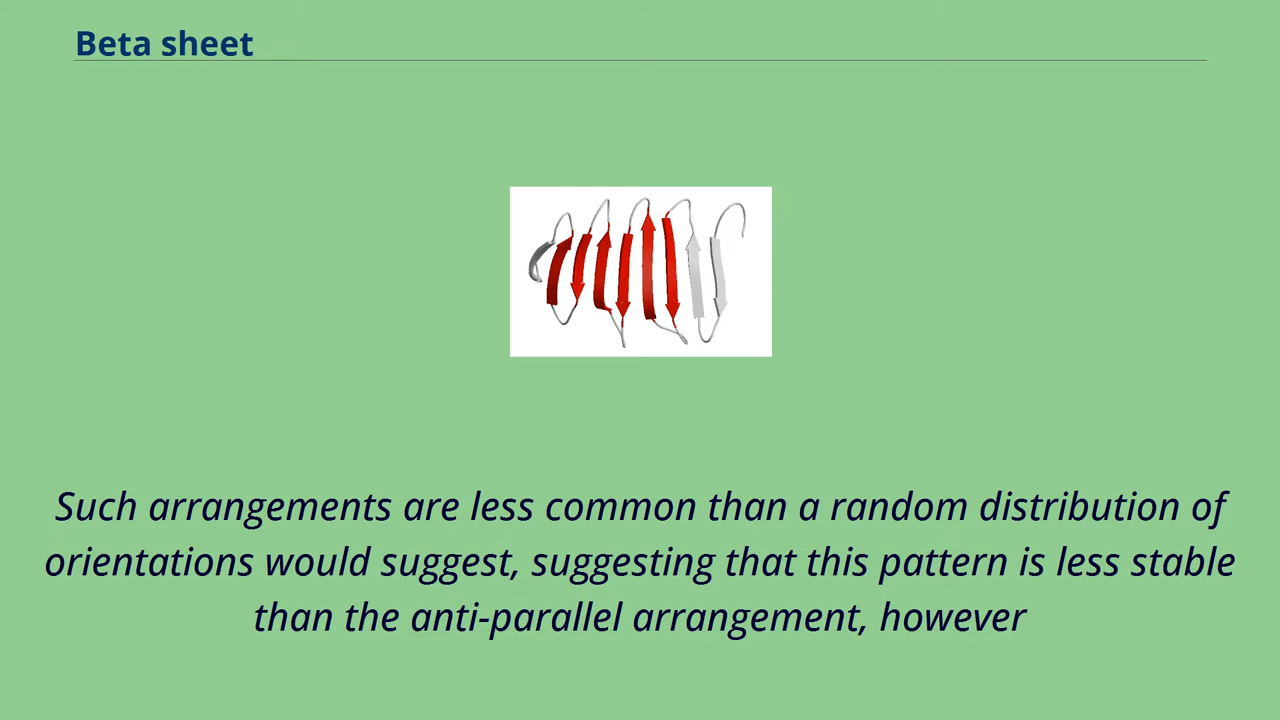 Beta sheet
Such arrangements are less common than a random distribution of
orientations would suggest, suggesting that this pattern is less stable
than the anti-parallel arrangement, however